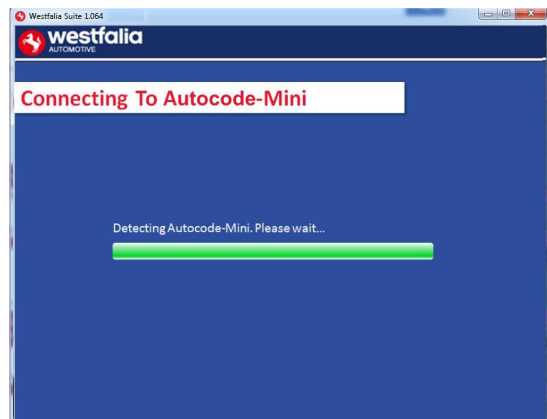 Westfalia Suite 1.064
westfalia
AUTOMOTIVE
Connecting To Autocode-Mini
Detecting Autocode-Mini. Please wait...